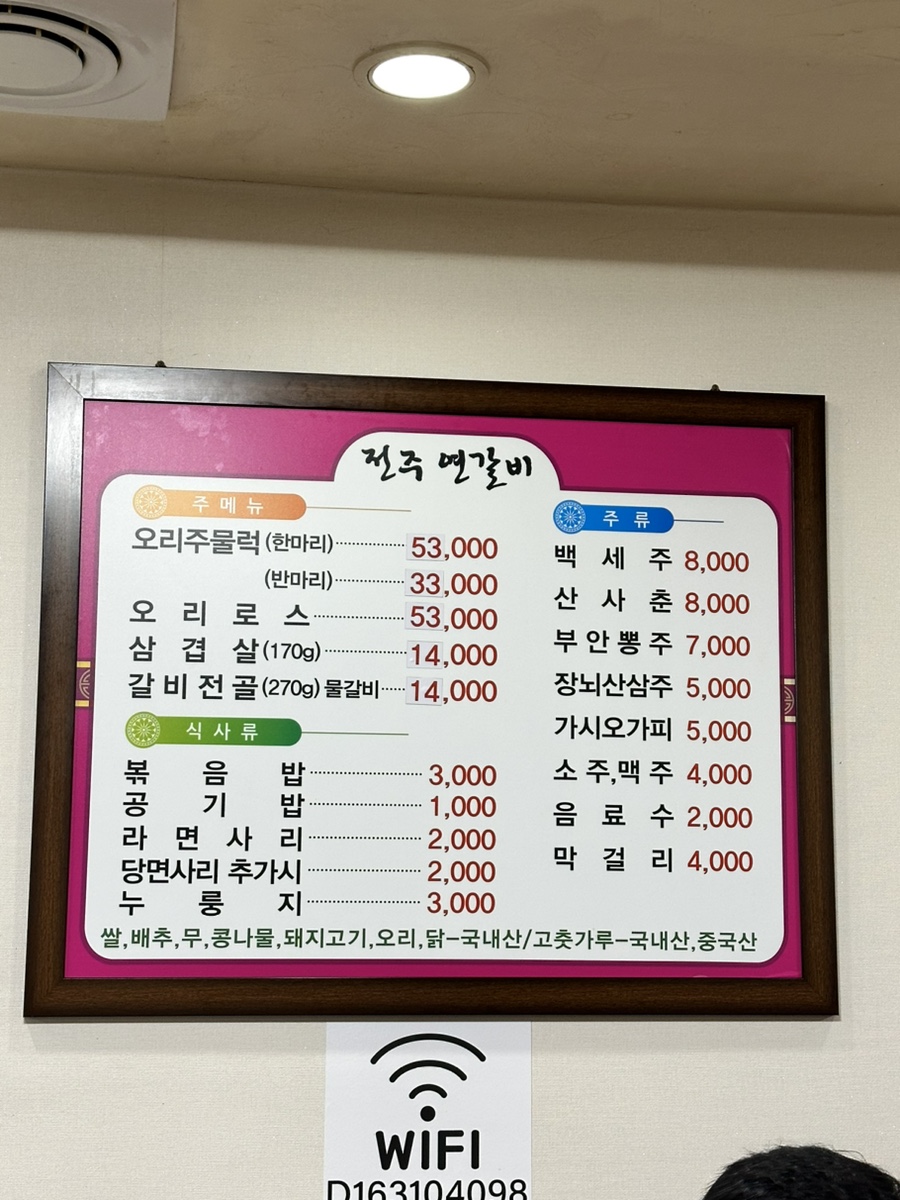 전주 연갈비
주메뉴
오리주물럭(한마리) 53,000
(반마리) 33,000
오리로스 53,000
삼겹살(170g) 14,000
갈비전골(270g) 물갈비 14,000
식사류
볶음밥 3,000
공기밥 1,000
라면사리 2,000
당면사리 추가시 2,000
누룽지 3,000
주류
백세주 8,000
산사춘 8,000
부안뽕주 7,000
장뇌산삼주 5,000
가시오가피 5,000
소주,맥주 4,000
음료수 2,000
막걸리 4,000
쌀,배추,무,콩나물,돼지고기,오리,닭-국내산/고춧가루-국내산,중국산
WiFI
D163104098